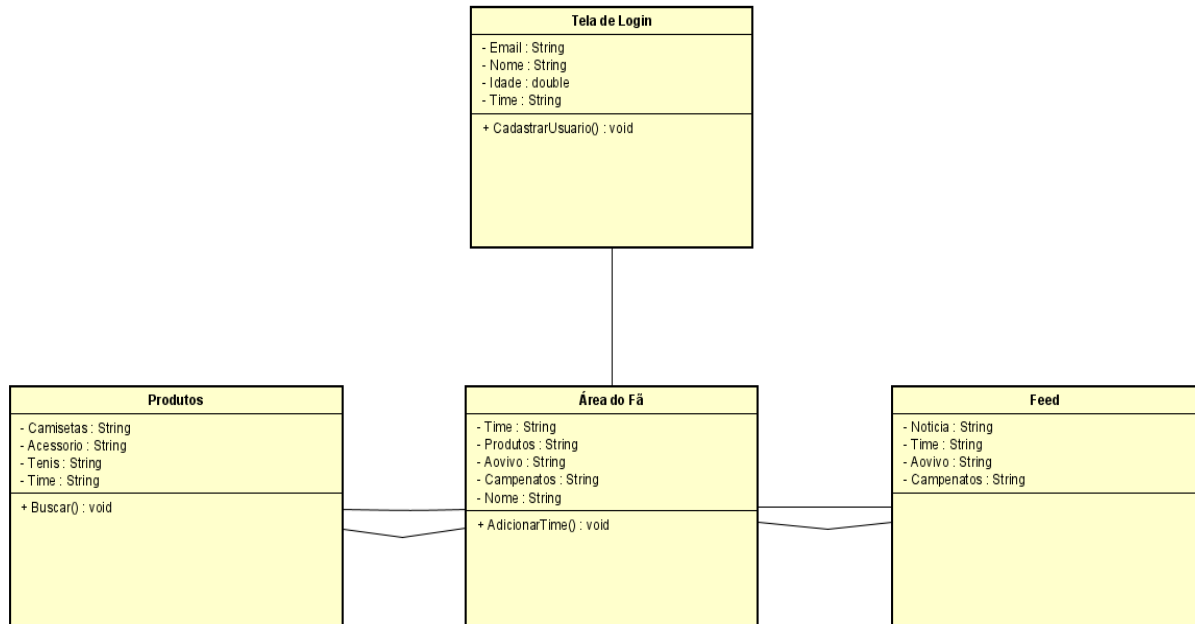 Tela de Login
- Email : String
- Nome : String
- Idade : double
- Time : String
+ CadastrarUsuario() : void
Produtos
- Camisetas : String
- Acessorio : String
- Tenis : String
- Time : String
+ Buscar() : void
Área do Fã
- Time : String
- Produtos : String
- Aovivo : String
- Campenatos : String
- Nome : String
+ AdicionarTime() : void
Feed
- Noticia : String
- Time : String
- Aovivo : String
- Campenatos : String